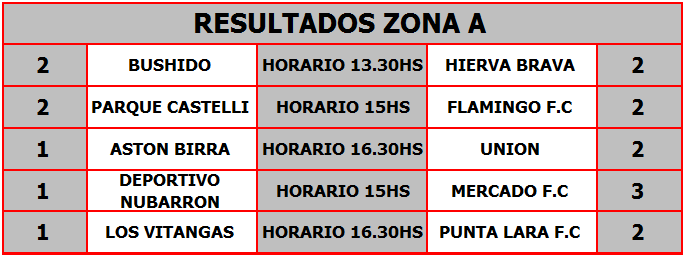 RESULTADOS ZONA A
2 BUSHIDO HORARIO 13.30HS HIERVA BRAVA 2
2 PARQUE CASTELLI HORARIO 15HS FLAMINGO F.C 2
1 ASTON BIRRA HORARIO 16.30HS UNION 2
1 DEPORTIVO
NUBARRON HORARIO 15HS MERCADO F.C 3
1 LOS VITANGAS HORARIO 16.30HS PUNTA LARA F.C 2